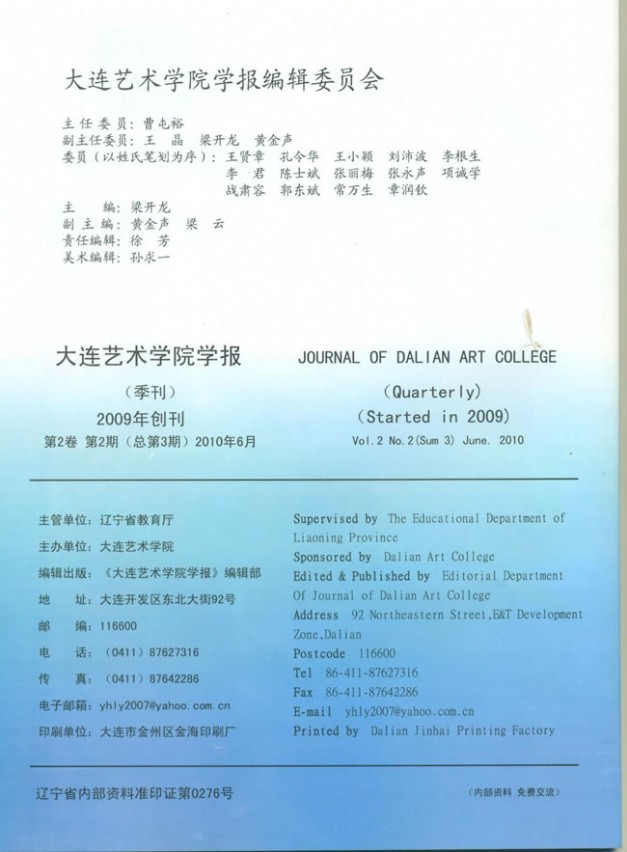 大连艺术学院学报编辑委员会
主任委员：曹屯裕
副主任委员：王 晶 梁开龙 黄金声
委员（以姓氏笔划为序）：王贤章 孔令华 王小颖 刘沛波 李根生
李 君 陈士斌 张丽梅 张永声 项诚学
战肃容 郭东斌 常万生 章润钦
主 编：梁开龙
副 主 编：黄金声 梁 云
责任编辑：徐 芳
美术编辑：孙求一
大连艺术学院学报
（季刊）
2009年创刊
第2卷 第2期（总第3期）2010年6月
JOURNAL OF DALIAN ART COLLEGE
(Quarterly)
(Started in 2009)
Vol.2 No.2(Sum 3) June. 2010
主管单位：辽宁省教育厅
主办单位：大连艺术学院
编辑出版：《大连艺术学院学报》编辑部
地 址：大连开发区东北大街92号
邮 编：116600
电 话：（0411）87627316
传 真：（0411）87642286
电子邮箱：yhly2007@yahoo.com.cn
印刷单位：大连市金州区金海印刷厂
Supervised by The Educational Department of
Liaoning Province
Sponsored by Dalian Art College
Edited & Published by Editorial Department
Of Journal of Dalian Art College
Address 92 Northeastern Street,E&T Development
Zone,Dalian
Postcode 116600
Tel 86-411-87627316
Fax 86-411-87642286
E-mail yhly2007@yahoo.com.cn
Printed by Dalian Jinhai Printing Factory
辽宁省内部资料准印证第0276号
（内部资料 免费交流）